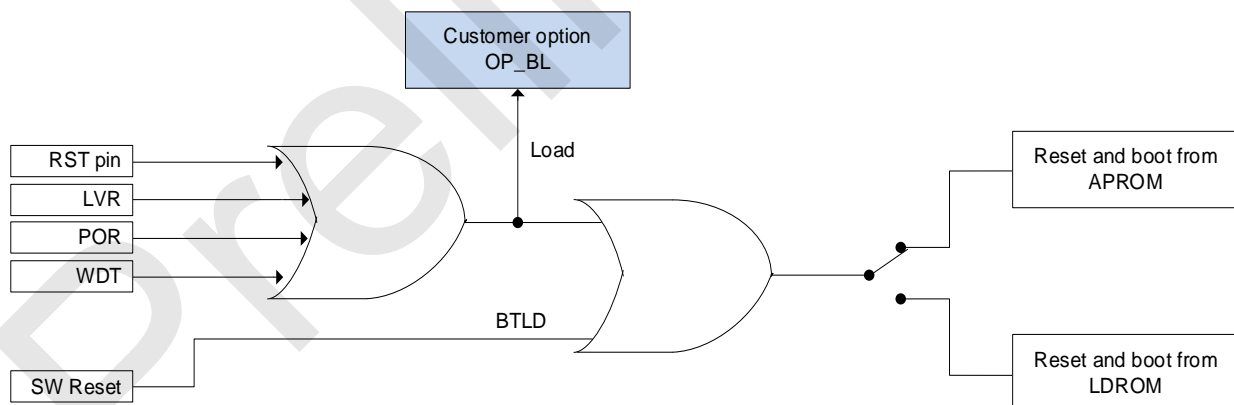 Customer option
OP_BL
Load
RST pin
LVR
POR
WDT
BTLD
SW Reset
Reset and boot from
APROM
Reset and boot from
LDROM